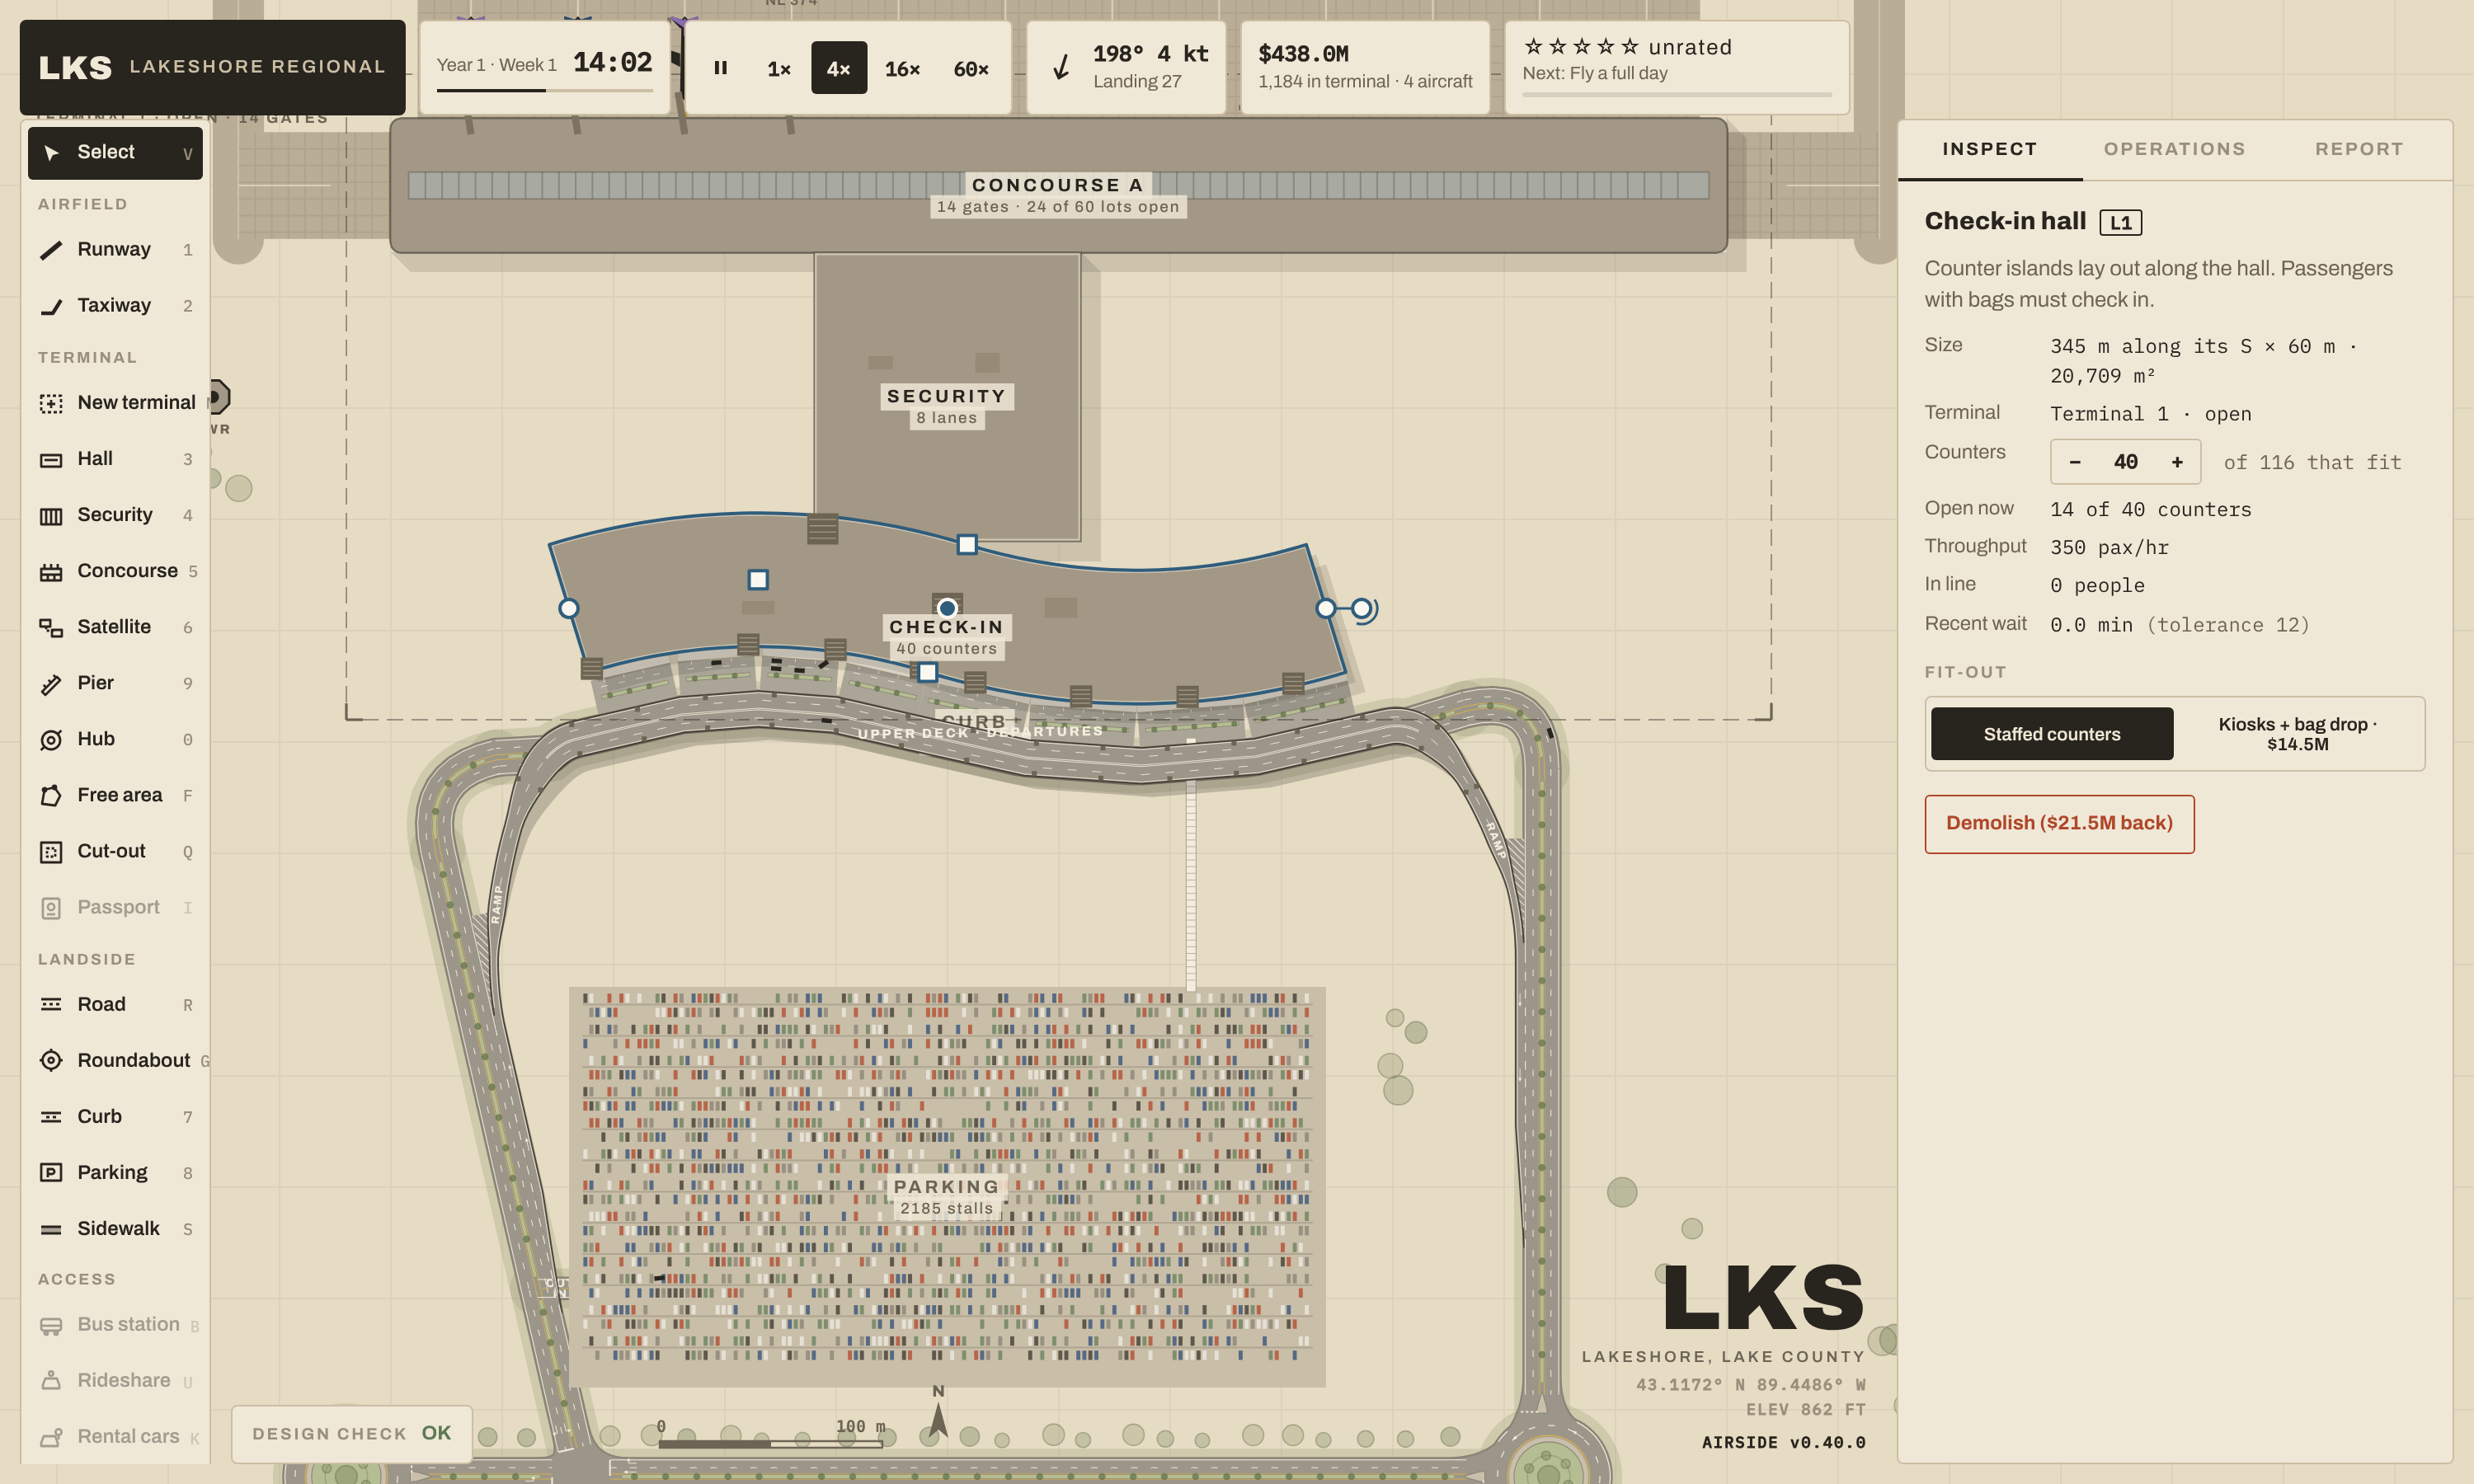 NL 374
LKS LAKESHORE REGIONAL
Year 1 · Week 1 14:02
1× 4× 16× 60×
198° 4 kt
Landing 27
$438.0M
1,184 in terminal · 4 aircraft
☆☆☆☆☆ unrated
Next: Fly a full day
TERMINAL 1 · OPEN · 14 GATES
Select V
AIRFIELD
Runway 1
Taxiway 2
TERMINAL
New terminal
Hall 3
Security 4
Concourse 5
Satellite 6
Pier 9
Hub 0
Free area F
Cut-out Q
Passport I
LANDSIDE
Road R
Roundabout G
Curb 7
Parking 8
Sidewalk S
ACCESS
Bus station B
Rideshare U
Rental cars K
CONCOURSE A
14 gates · 24 of 60 lots open
SECURITY
8 lanes
CHECK-IN
40 counters
CURB
UPPER DECK · DEPARTURES
RAMP
RAMP
PARKING
2185 stalls
DESIGN CHECK OK
0 100 m
N
LKS
LAKESHORE, LAKE COUNTY
43.1172° N 89.4486° W
ELEV 862 FT
AIRSIDE v0.40.0
INSPECT OPERATIONS REPORT
Check-in hall L1
Counter islands lay out along the hall. Passengers
with bags must check in.
Size 345 m along its S × 60 m ·
20,709 m²
Terminal Terminal 1 · open
Counters − 40 + of 116 that fit
Open now 14 of 40 counters
Throughput 350 pax/hr
In line 0 people
Recent wait 0.0 min (tolerance 12)
FIT-OUT
Staffed counters
Kiosks + bag drop ·
$14.5M
Demolish ($21.5M back)